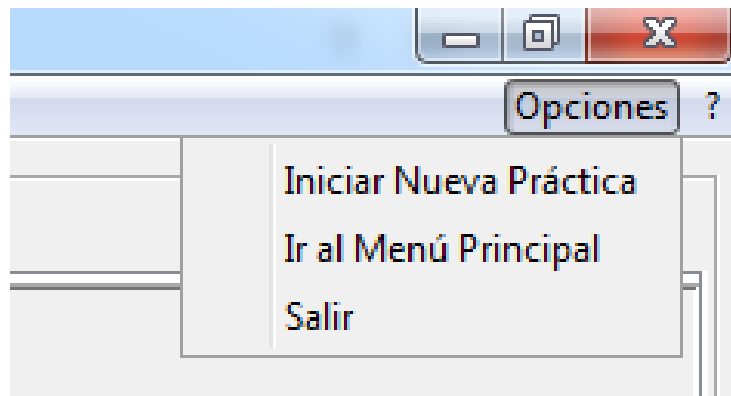 Opciones ?
Iniciar Nueva Práctica
Ir al Menú Principal
Salir